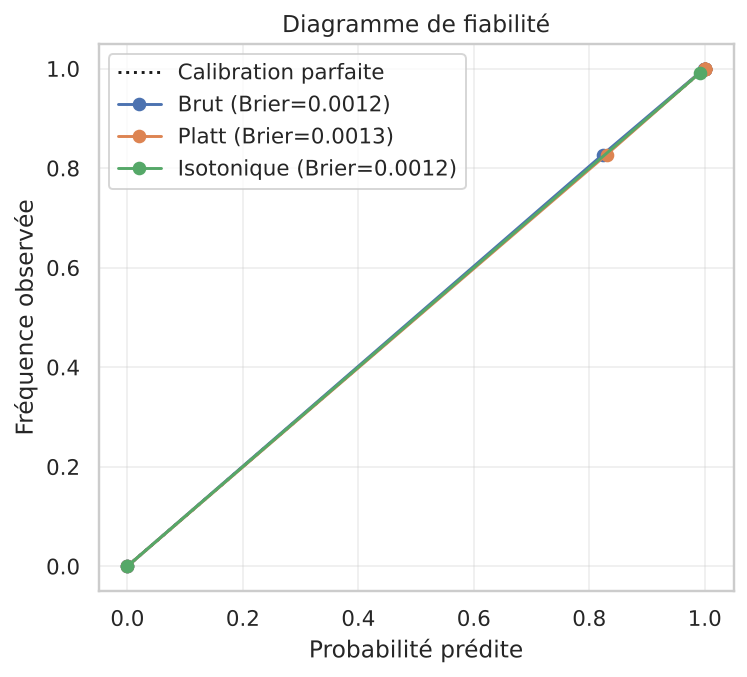 Diagramme de fiabilité
Calibration parfaite
Brut (Brier=0.0012)
Platt (Brier=0.0013)
Isotonique (Brier=0.0012)
Fréquence observée
1.0
0.8
0.6
0.4
0.2
0.0
0.0 0.2 0.4 0.6 0.8 1.0
Probabilité prédite